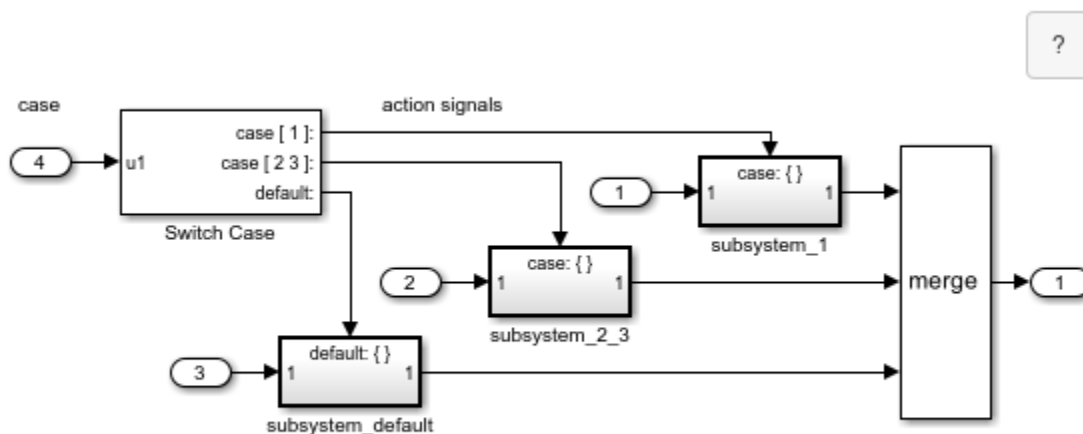 ?
case
action signals
case [ 1 ]:
4
u1
case [ 2 3 ]:
default:
Switch Case
case: { }
1
1
1
subsystem_1
case: { }
2
1
1
merge
1
subsystem_2_3
default: { }
3
1
1
subsystem_default